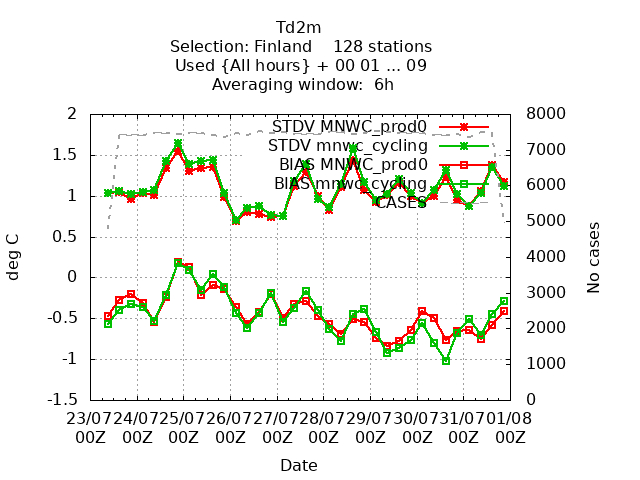 Td2m
Selection: Finland    128 stations
Used {All hours} + 00 01 ... 09
Averaging window:  6h
STDV MNWC_prod0
STDV mnwc_cycling
BIAS MNWC_prod0
BIAS mnwc_cycling
CASES
2
1.5
1
0.5
0
-0.5
-1
-1.5
deg C
8000
7000
6000
5000
4000
3000
2000
1000
0
No cases
23/07 24/07 25/07 26/07 27/07 28/07 29/07 30/07 31/07 01/08
00Z 00Z 00Z 00Z 00Z 00Z 00Z 00Z 00Z 00Z
Date